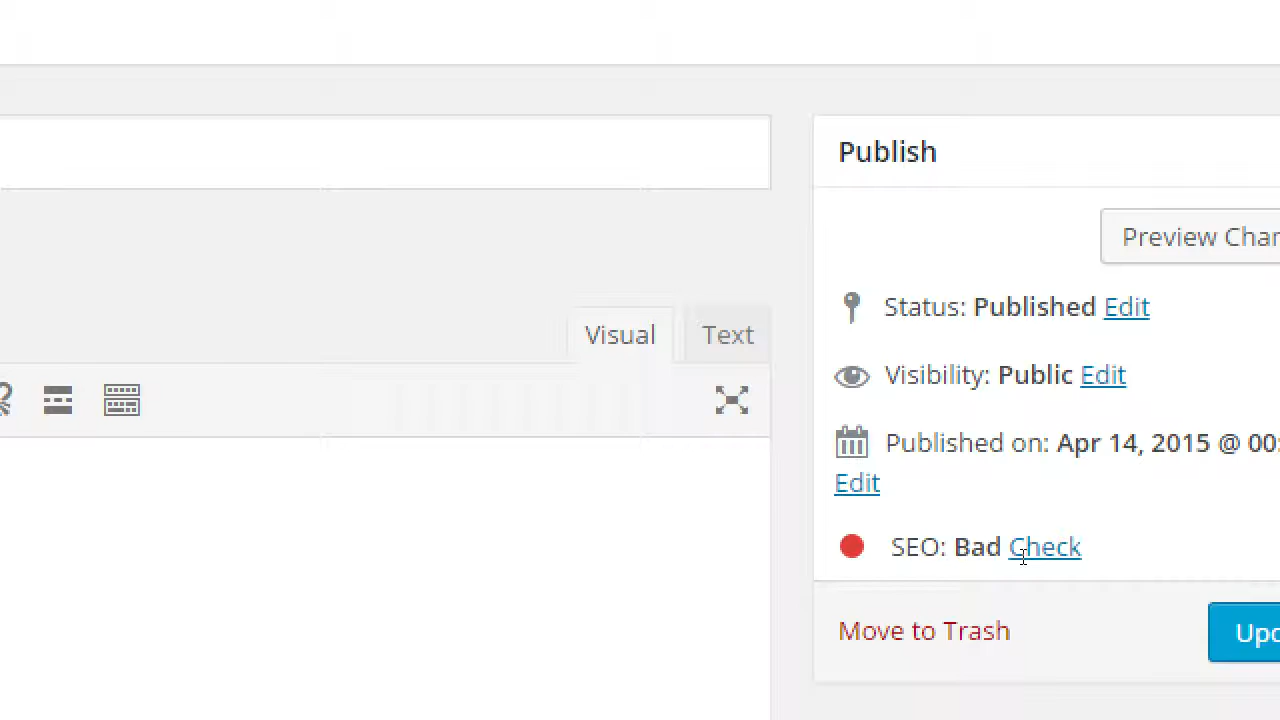 Publish
Preview Chan
Status: Published Edit
Visual
Text
Visibility: Public Edit
Published on: Apr 14, 2015 @ 00:
Edit
SEO: Bad Check
Move to Trash
Upd